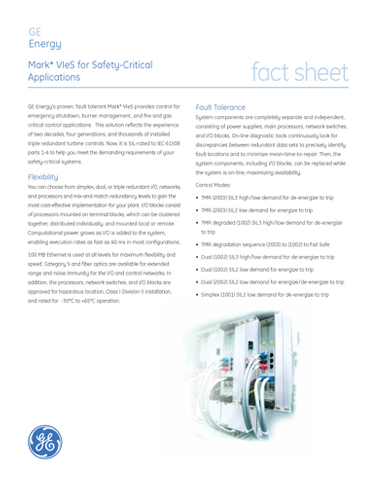 GE
Energy
Mark* VIeS for Safety-Critical
Applications
fact sheet
GE Energy's proven, fault tolerant Mark* VIeS provides control for
emergency shutdown, burner management, and fire and gas
critical control applications. This solution reflects the experience
of two decades, four generations, and thousands of installed
triple redundant turbine controls. Now, it is SIL-rated to IEC 61508
parts 1-4 to help you meet the demanding requirements of your
safety-critical systems.
Flexibility
You can choose from simplex, dual, or triple redundant I/O, networks,
and processors and mix-and-match redundancy levels to gain the
most cost-effective implementation for your plant. I/O blocks consist
of processors mounted on terminal blocks, which can be clustered
together, distributed individually, and mounted local or remote.
Computational power grows as I/O is added to the system,
enabling execution rates as fast as 40 ms in most configurations.
100 MB Ethernet is used at all levels for maximum flexibility and
speed. Category 5 and fiber optics are available for extended
range and noise immunity for the I/O and control networks. In
addition, the processors, network switches, and I/O blocks are
approved for hazardous location, Class I Division II installation,
and rated for -30°C to +65°C operation.
Fault Tolerance
System components are completely separate and independent,
consisting of power supplies, main processors, network switches,
and I/O blocks. On-line diagnostic tools continuously look for
discrepancies between redundant data sets to precisely identify
fault locations and to minimize mean-time-to-repair. Then, the
system components, including I/O blocks, can be replaced while
the system is on-line, maximizing availability.
Control Modes:
• TMR (2oo3) SIL3 high/low demand for de-energize to trip
• TMR (2oo3) SIL2 low demand for energize to trip
• TMR degraded (1oo2) SIL3 high/low demand for de-energize
to trip
• TMR degradation sequence (2oo3) to (1oo2) to Fail Safe
• Dual (1oo2) SIL3 high/low demand for de-energize to trip
• Dual (1oo2) SIL2 low demand for energize to trip
• Dual (2oo2) SIL2 low demand for energize/de-energize to trip
• Simplex (1oo1) SIL2 low demand for de-energize to trip
GE